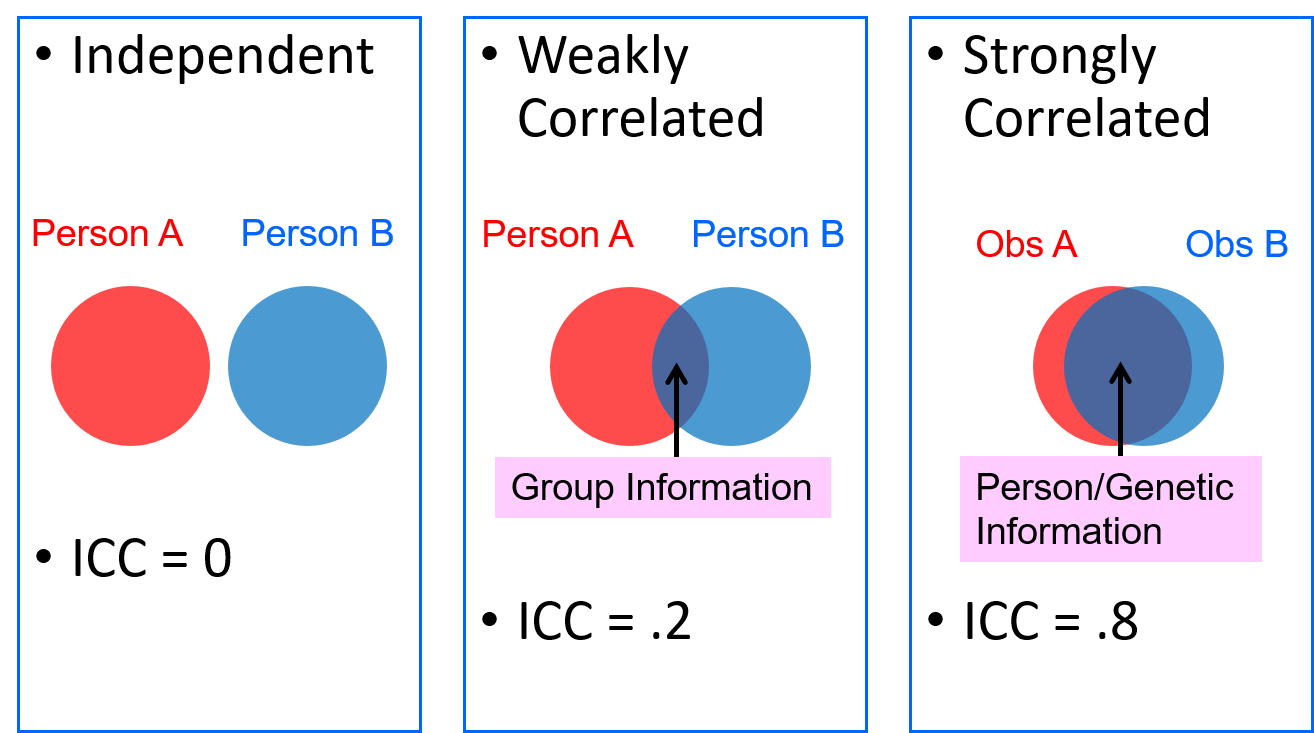 • Independent
Person A
Person B
• ICC = 0
• Weakly
Correlated
Person A
Person B
Group Information
• ICC = .2
• Strongly
Correlated
Obs A
Obs B
Person/Genetic
Information
• ICC = .8